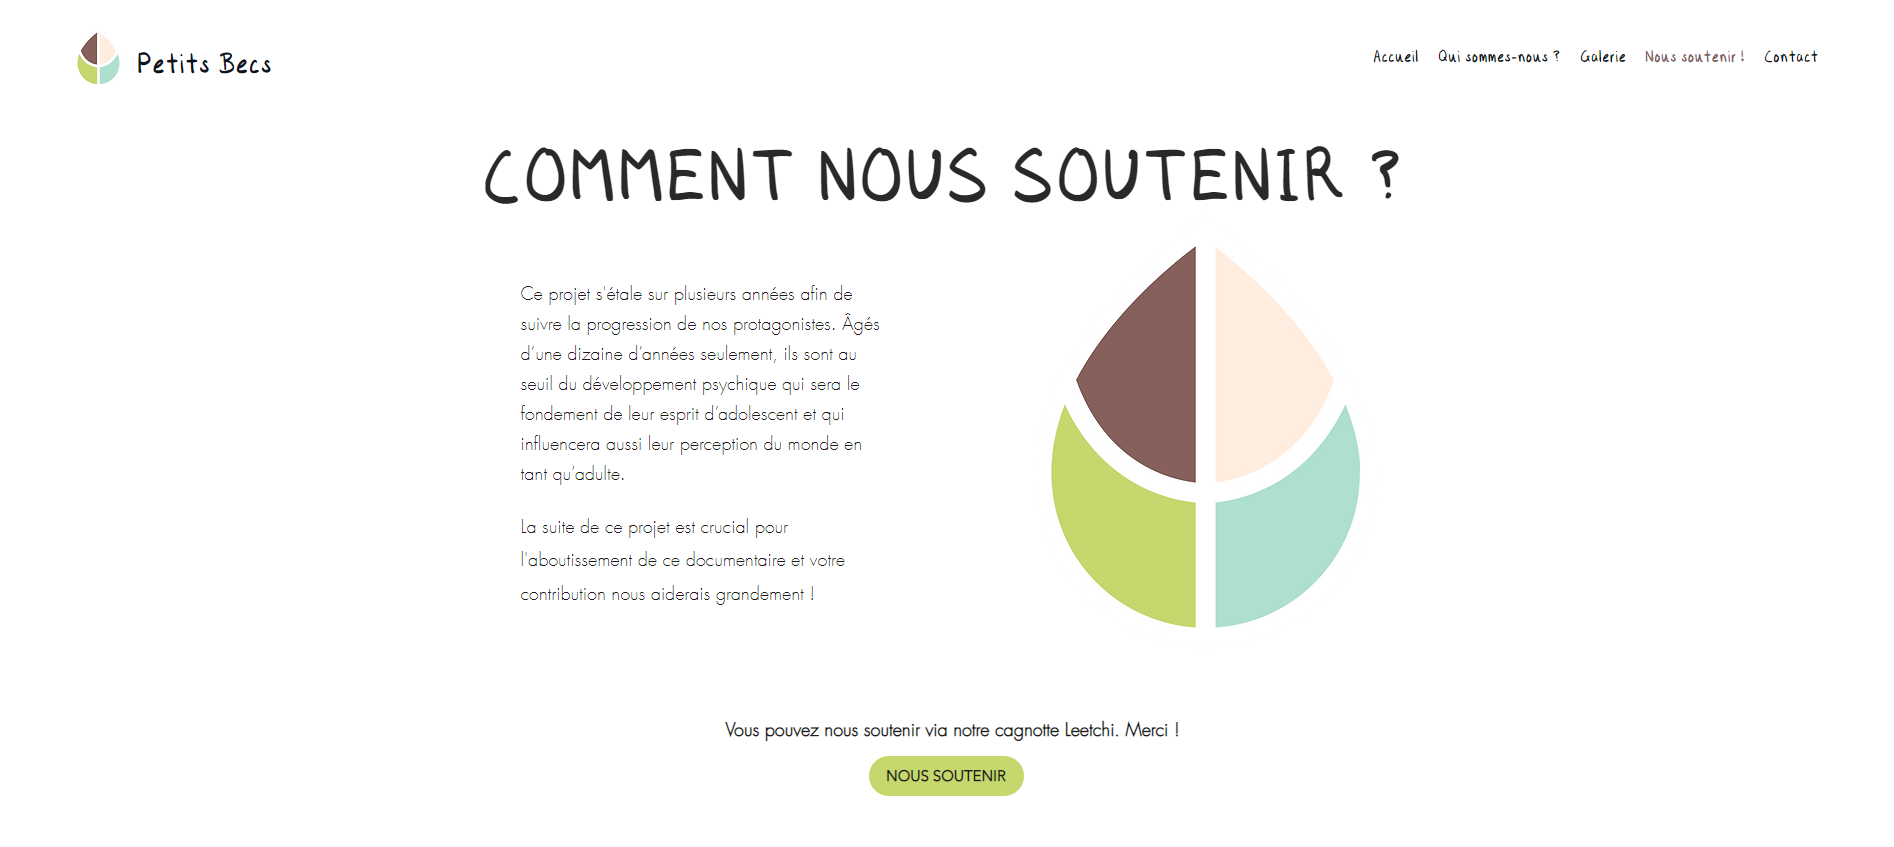 Petits Becs
Accueil Qui sommes-nous ? Galerie Nous soutenir ! Contact
COMMENT NOUS SOUTENIR ?
Ce projet s'étale sur plusieurs années afin de
suivre la progression de nos protagonistes. Âgés
d’une dizaine d’années seulement, ils sont au
seuil du développement psychique qui sera le
fondement de leur esprit d’adolescent et qui
influencera aussi leur perception du monde en
tant qu’adulte.
La suite de ce projet est crucial pour
l'aboutissement de ce documentaire et votre
contribution nous aiderais grandement !
Vous pouvez nous soutenir via notre cagnotte Leetchi. Merci !
NOUS SOUTENIR